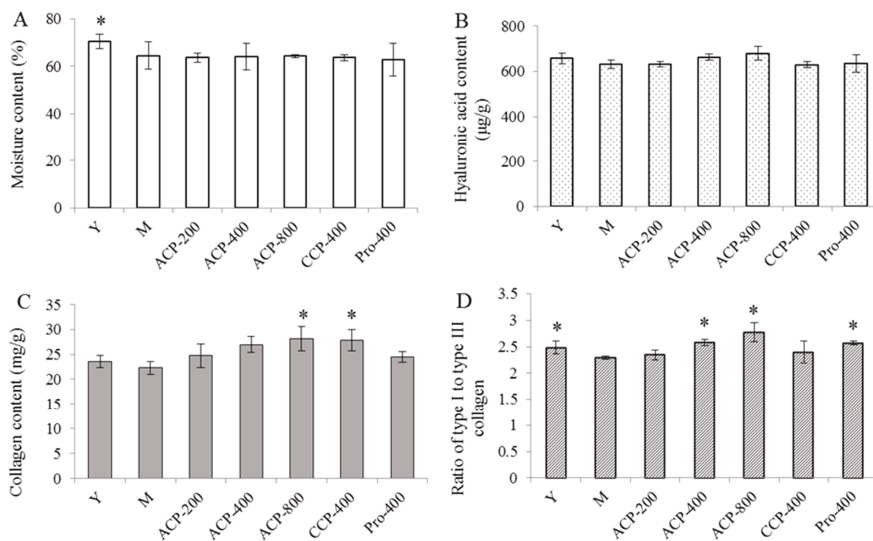 A
Moisture content (%)
80
60
40
20
0
*
Y
M
ACP-200
ACP-400
ACP-800
CCP-400
Pro-400
B
Hyaluronic acid content
(μg/g)
800
600
400
200
0
Y
M
ACP-200
ACP-400
ACP-800
CCP-400
Pro-400
C
Collagen content (mg/g)
35
30
25
20
15
10
5
0
*
*
Y
M
ACP-200
ACP-400
ACP-800
CCP-400
Pro-400
D
Ratio of type I to type III
collagen
3.5
3
2.5
2
1.5
1
0.5
0
*
*
*
*
Y
M
ACP-200
ACP-400
ACP-800
CCP-400
Pro-400